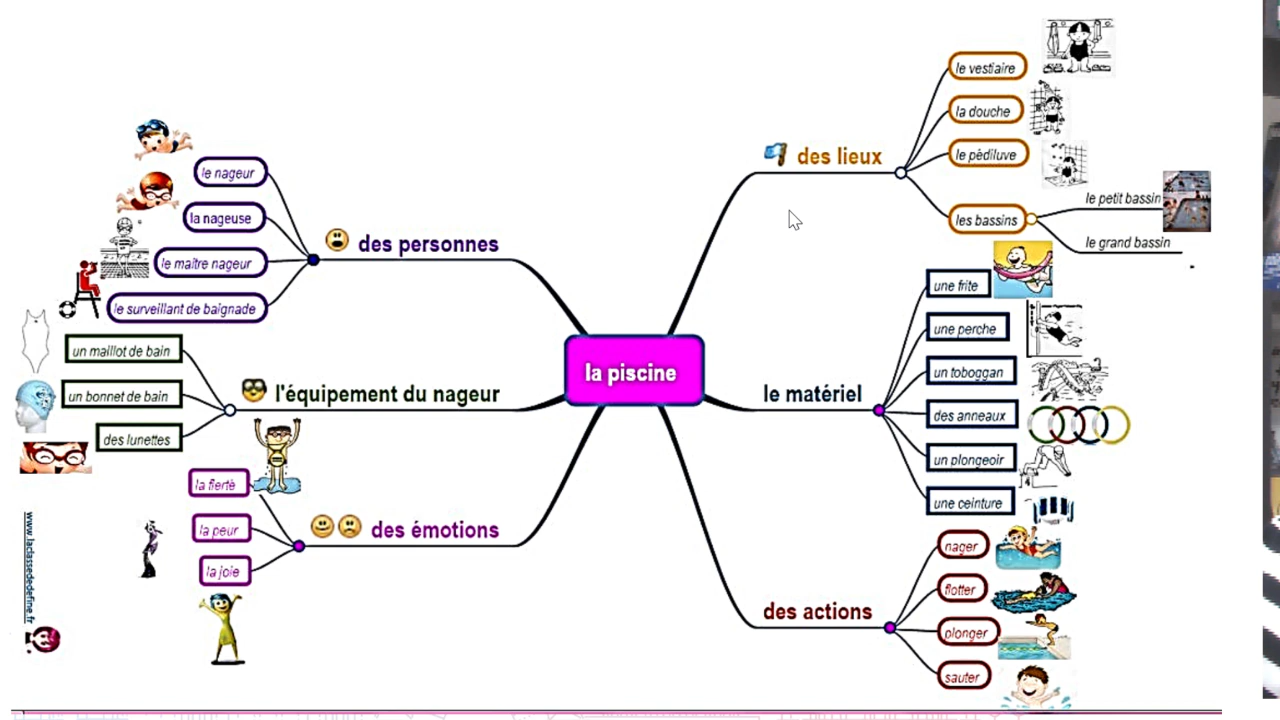 la piscine
des lieux
le vestiaire
la douche
le pédiluve
les bassins
le petit bassin
le grand bassin
le matériel
une frite
une perche
un toboggan
des anneaux
un plongeoir
une ceinture
des actions
nager
flotter
plonger
sauter
des personnes
le nageur
la nageuse
le maître nageur
le surveillant de baignade
l'équipement du nageur
un maillot de bain
un bonnet de bain
des lunettes
des émotions
la fierté
la peur
la joie
www.laclassededefine.fr